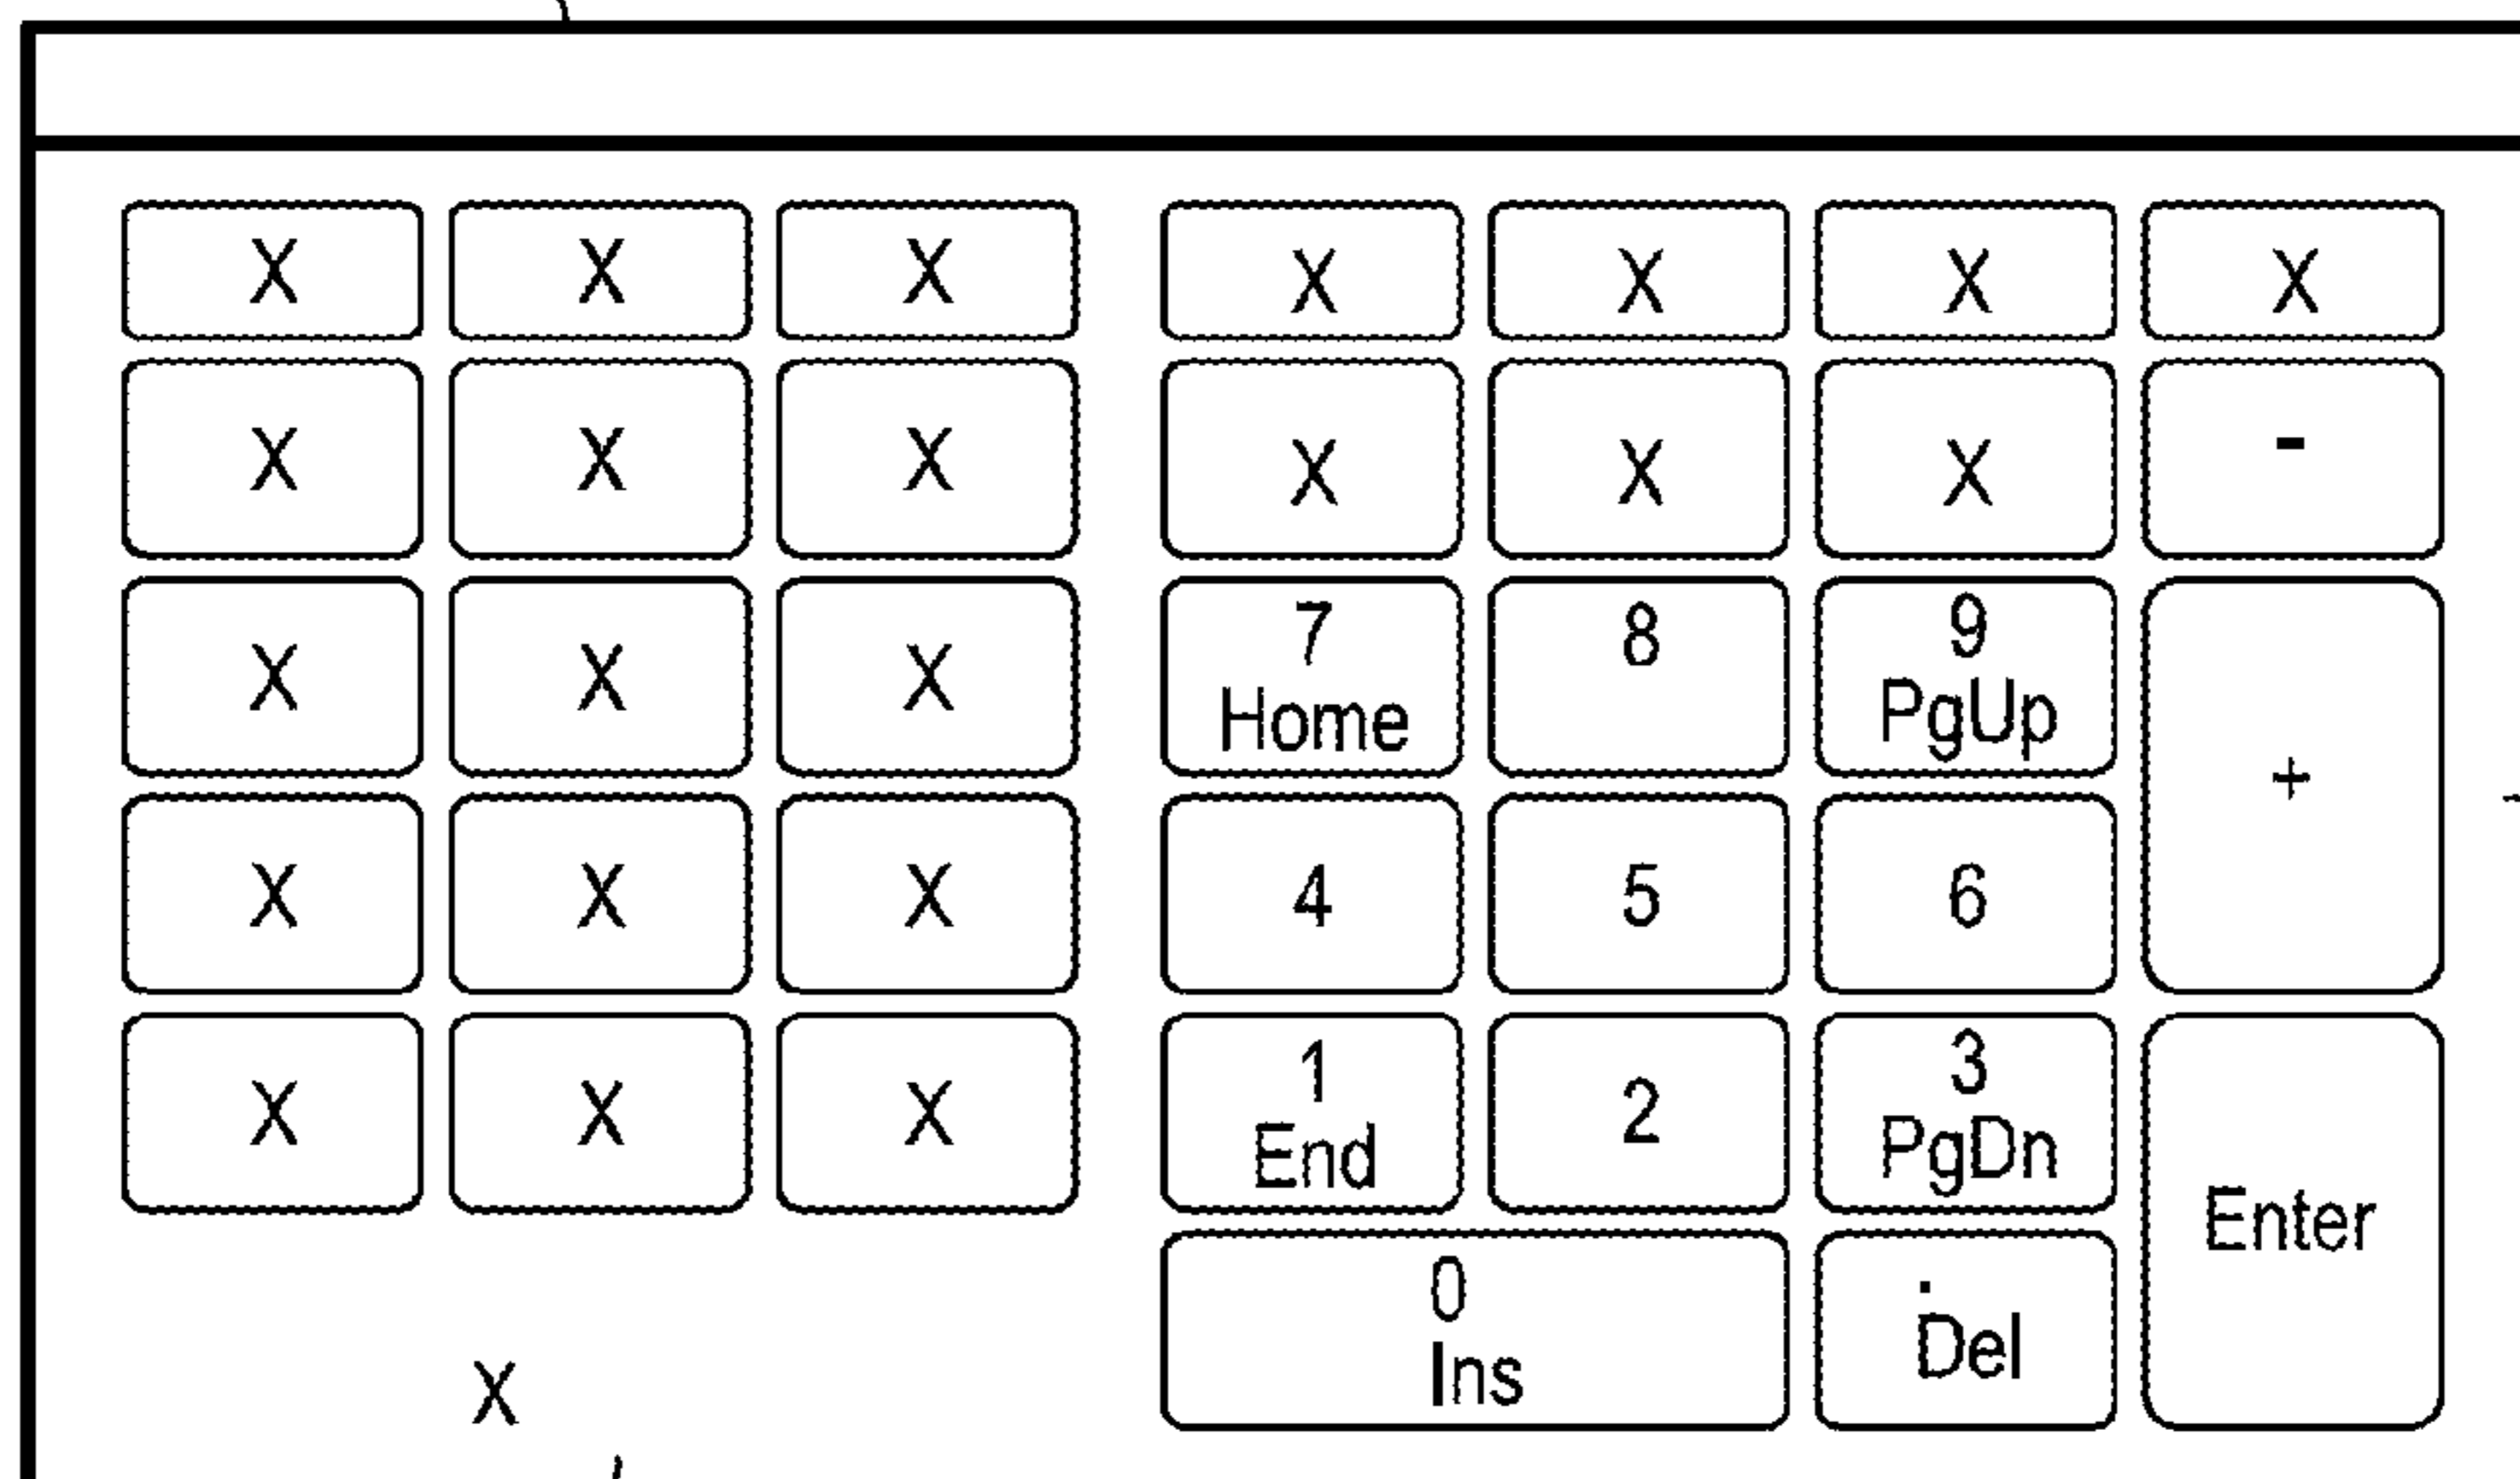 X X X X X X X
X X X X X X -
X X X 7 8 9
Home PgUp
+
X X X 4 5 6
X X X 1 2 3
End PgDn
Enter
0 .
Ins Del
X